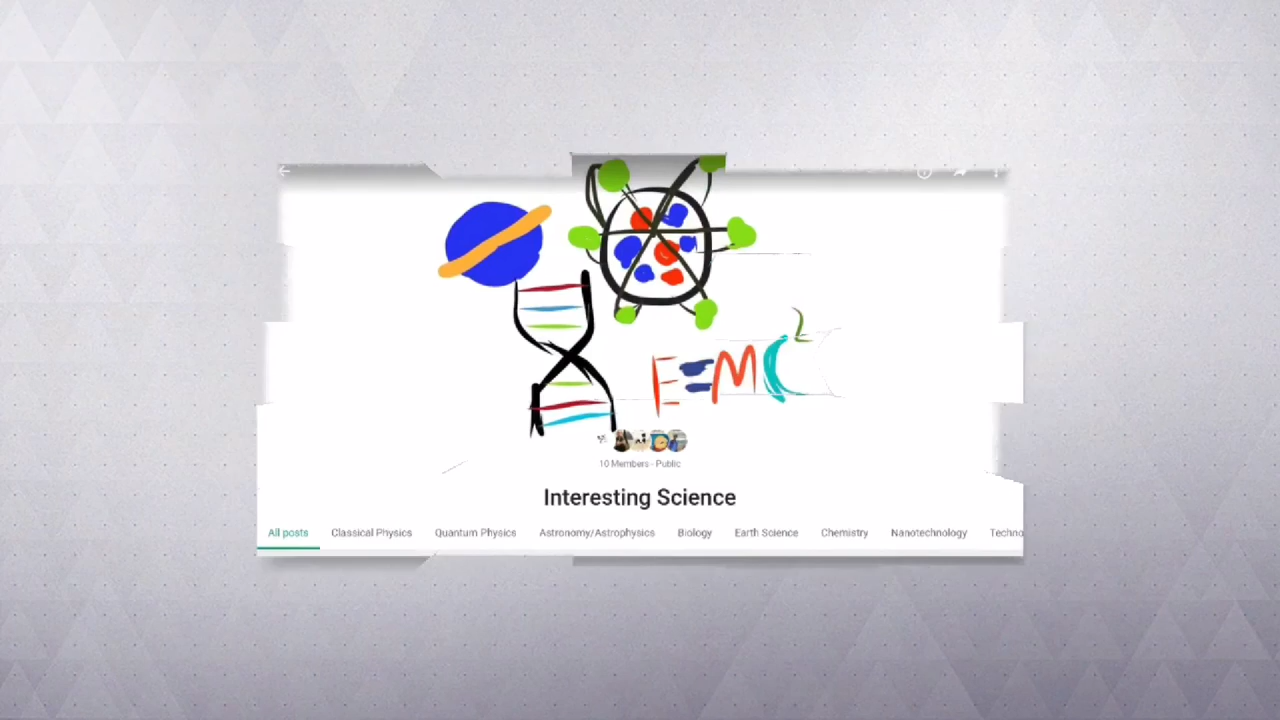 E=MC²
10 Members - Public
Interesting Science
All posts Classical Physics Quantum Physics Astronomy/Astrophysics Biology Earth Science Chemistry Nanotechnology Techno